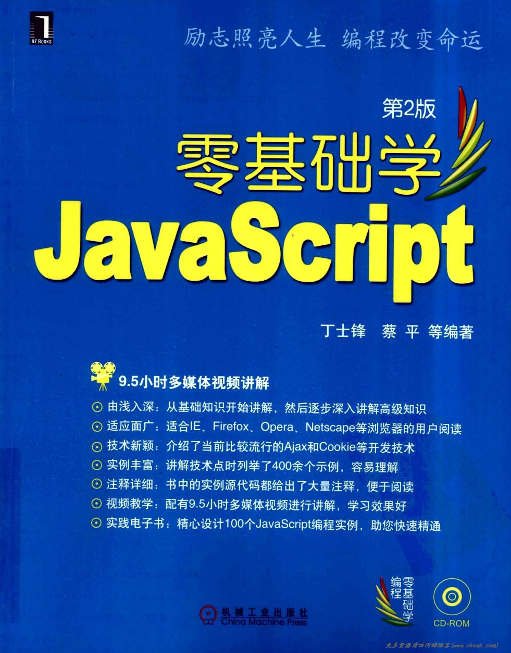 励志照亮人生 编程改变命运
第2版
零基础学
JavaScript
丁士锋 蔡 平 等编著
9.5小时多媒体视频讲解
由浅入深：从基础知识开始讲解，然后逐步深入讲解高级知识
适应面广：适合IE、Firefox、Opera、Netscape等浏览器的用户阅读
技术新颖：介绍了当前比较流行的Ajax和Cookie等开发技术
实例丰富：讲解技术点时列举了400余个示例，容易理解
注释详细：书中的实例源代码都给出了大量注释，便于阅读
视频教学：配有9.5小时多媒体视频进行讲解，学习效果好
实践电子书：精心设计100个JavaScript编程实例，助您快速精通
零基础学
编程
CD-ROM
机械工业出版社
China Machine Press